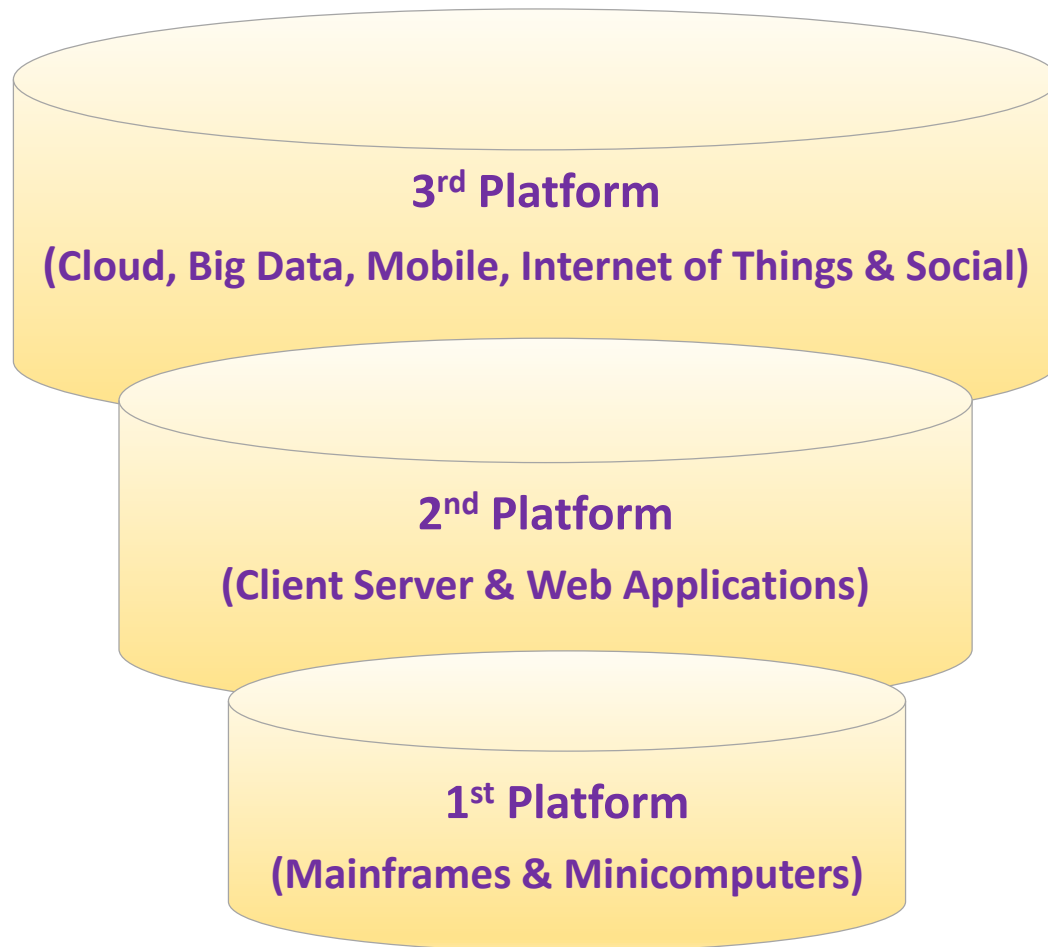 3rd Platform
(Cloud, Big Data, Mobile, Internet of Things & Social)
2nd Platform
(Client Server & Web Applications)
1st Platform
(Mainframes & Minicomputers)